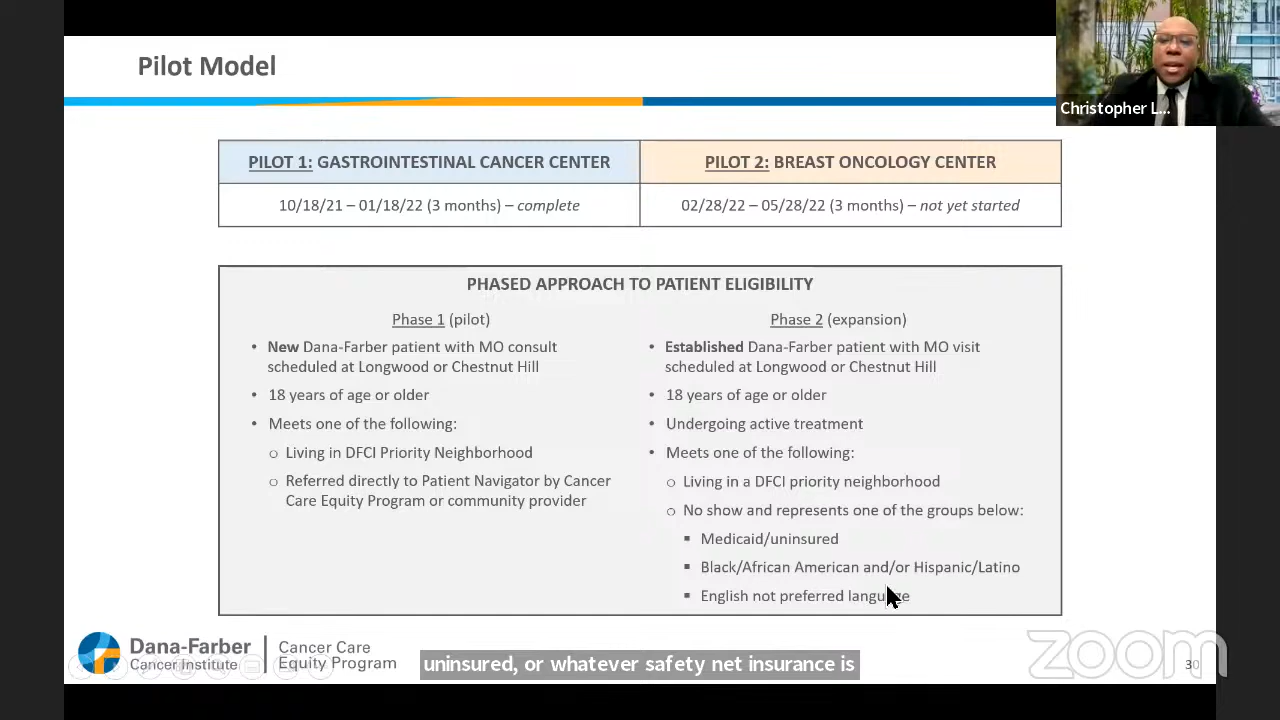 Pilot Model
Christopher L...
PILOT 1: GASTROINTESTINAL CANCER CENTER
PILOT 2: BREAST ONCOLOGY CENTER
10/18/21 – 01/18/22 (3 months) – complete
02/28/22 – 05/28/22 (3 months) – not yet started
PHASED APPROACH TO PATIENT ELIGIBILITY
Phase 1 (pilot)
• New Dana-Farber patient with MO consult
scheduled at Longwood or Chestnut Hill
• 18 years of age or older
• Meets one of the following:
o Living in DFCI Priority Neighborhood
o Referred directly to Patient Navigator by Cancer
Care Equity Program or community provider
Phase 2 (expansion)
• Established Dana-Farber patient with MO visit
scheduled at Longwood or Chestnut Hill
• 18 years of age or older
• Undergoing active treatment
• Meets one of the following:
o Living in a DFCI priority neighborhood
o No show and represents one of the groups below:
▪ Medicaid/uninsured
▪ Black/African American and/or Hispanic/Latino
▪ English not preferred language
Dana-Farber
Cancer Institute
Cancer Care
Equity Program
uninsured, or whatever safety net insurance is
zoom
30